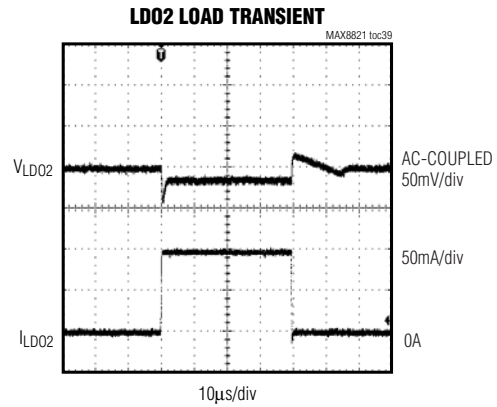 LDO2 LOAD TRANSIENT
MAX8821 toc39
T
VLDO2
AC-COUPLED
50mV/div
50mA/div
ILDO2
0A
10μs/div